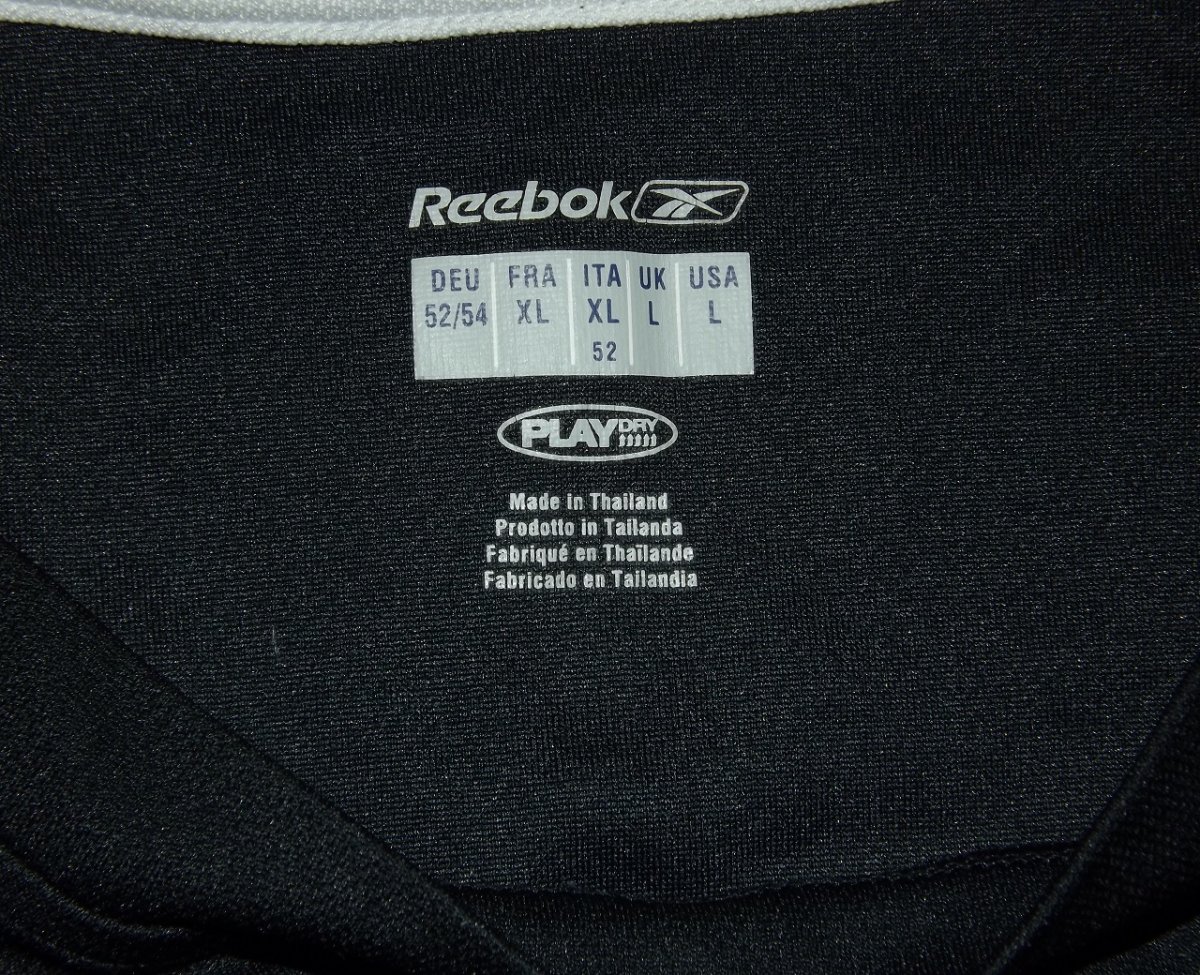 Reebok
DEU FRA ITA UK USA
52/54 XL XL L L
52
PLAY DRY
Made in Thailand
Prodotto in Tailanda
Fabriqué en Thaïlande
Fabricado en Tailandia